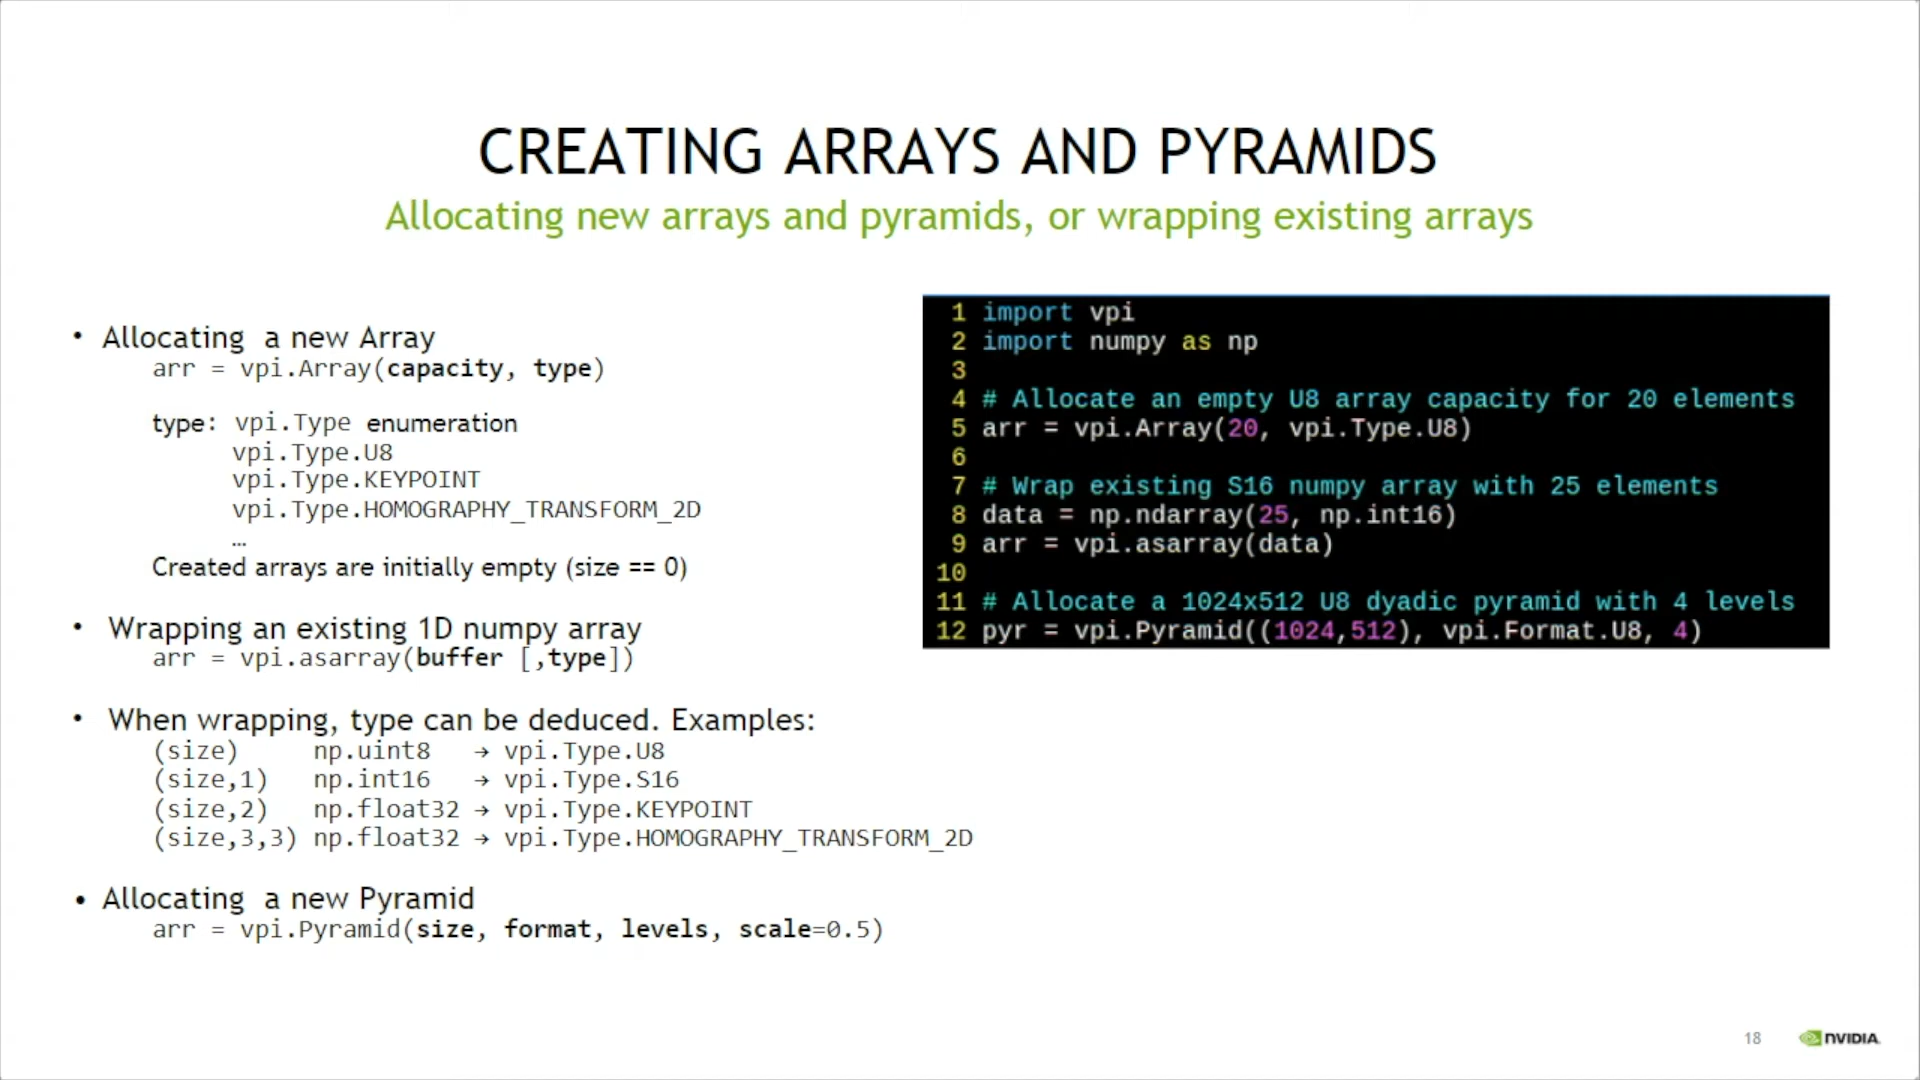 CREATING ARRAYS AND PYRAMIDS
Allocating new arrays and pyramids, or wrapping existing arrays
• Allocating  a new Array
arr = vpi.Array(capacity, type)
type: vpi.Type enumeration
vpi.Type.U8
vpi.Type.KEYPOINT
vpi.Type.HOMOGRAPHY_TRANSFORM_2D
…
Created arrays are initially empty (size == 0)
• Wrapping an existing 1D numpy array
arr = vpi.asarray(buffer [,type])
• When wrapping, type can be deduced. Examples:
(size)     np.uint8   → vpi.Type.U8
(size,1)   np.int16   → vpi.Type.S16
(size,2)   np.float32 → vpi.Type.KEYPOINT
(size,3,3) np.float32 → vpi.Type.HOMOGRAPHY_TRANSFORM_2D
• Allocating  a new Pyramid
arr = vpi.Pyramid(size, format, levels, scale=0.5)
1 import vpi
2 import numpy as np
3
4 # Allocate an empty U8 array capacity for 20 elements
5 arr = vpi.Array(20, vpi.Type.U8)
6
7 # Wrap existing S16 numpy array with 25 elements
8 data = np.ndarray(25, np.int16)
9 arr = vpi.asarray(data)
10
11 # Allocate a 1024x512 U8 dyadic pyramid with 4 levels
12 pyr = vpi.Pyramid((1024,512), vpi.Format.U8, 4)
18
NVIDIA